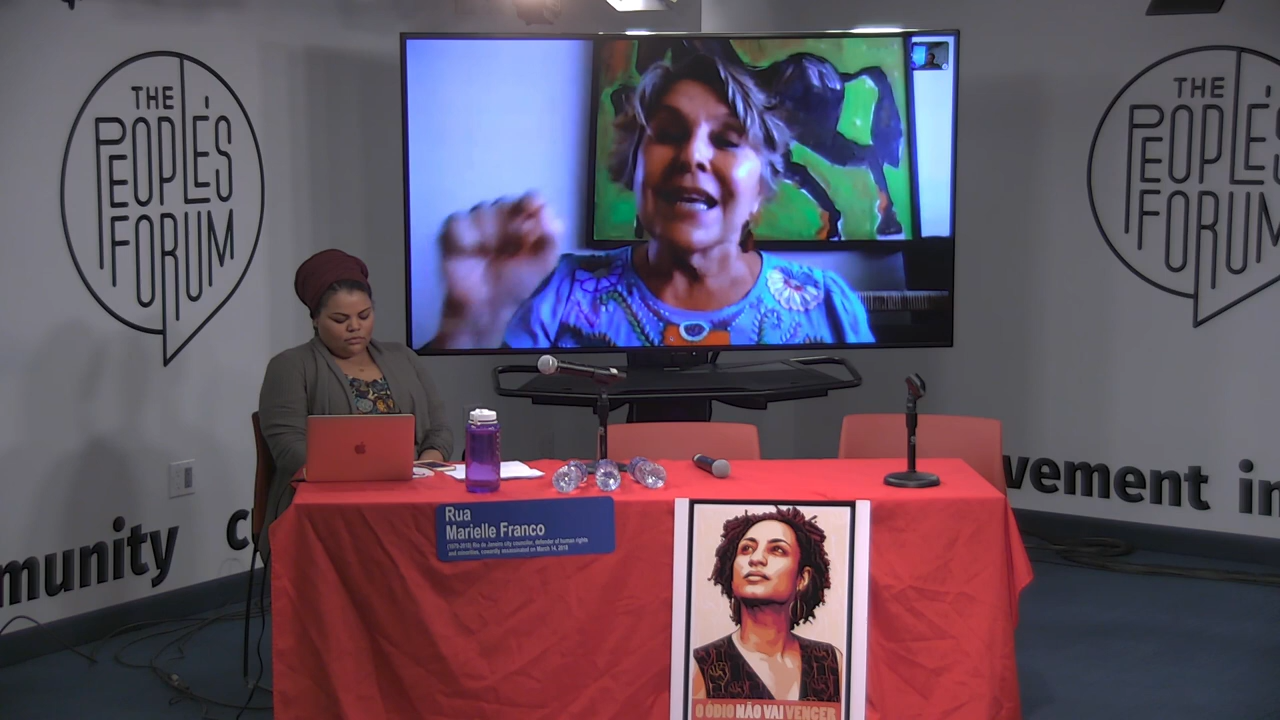 THE
PEOPLE'S
FORUM
THE
PEOPLE'S
FORUM
vement in
munity c
Rua
Marielle Franco
(1979-2018) Rio de Janeiro city councilor, defender of human rights
and minorities, cowardly assassinated on March 14, 2018
O ÓDIO NÃO VAI VENCER